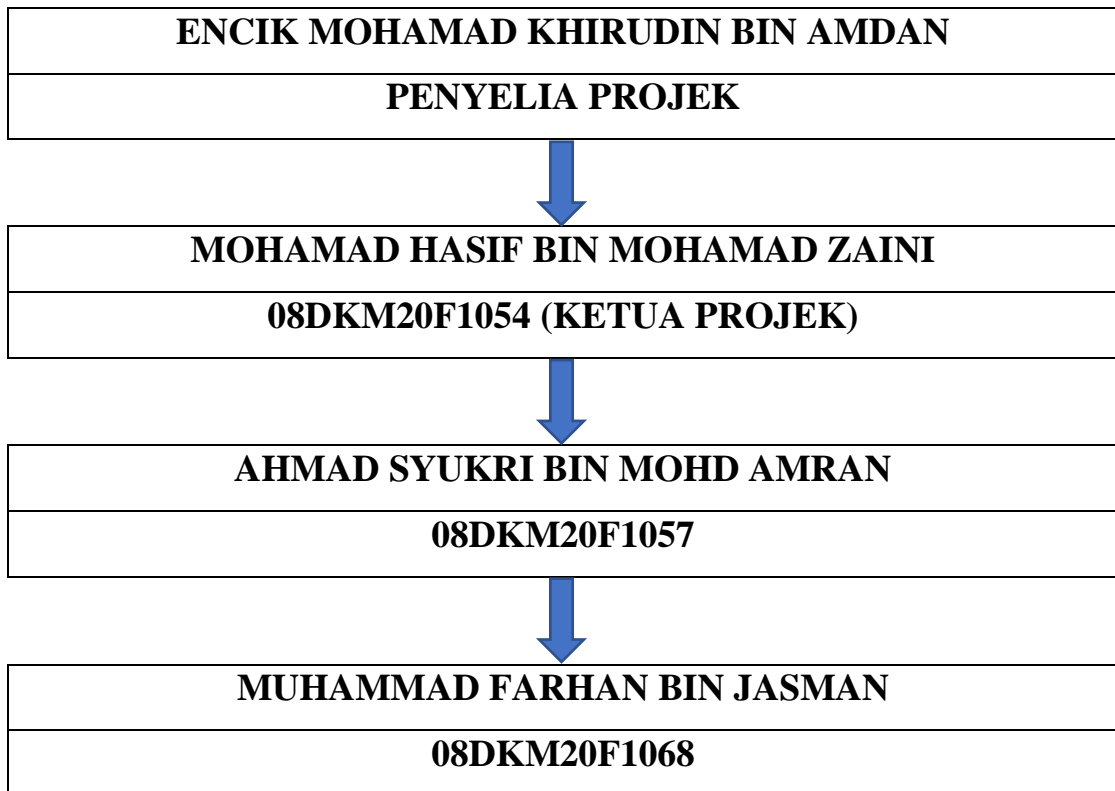 ENCIK MOHAMAD KHIRUDIN BIN AMDAN
PENYELIA PROJEK
MOHAMAD HASIF BIN MOHAMAD ZAINI
08DKM20F1054 (KETUA PROJEK)
AHMAD SYUKRI BIN MOHD AMRAN
08DKM20F1057
MUHAMMAD FARHAN BIN JASMAN
08DKM20F1068